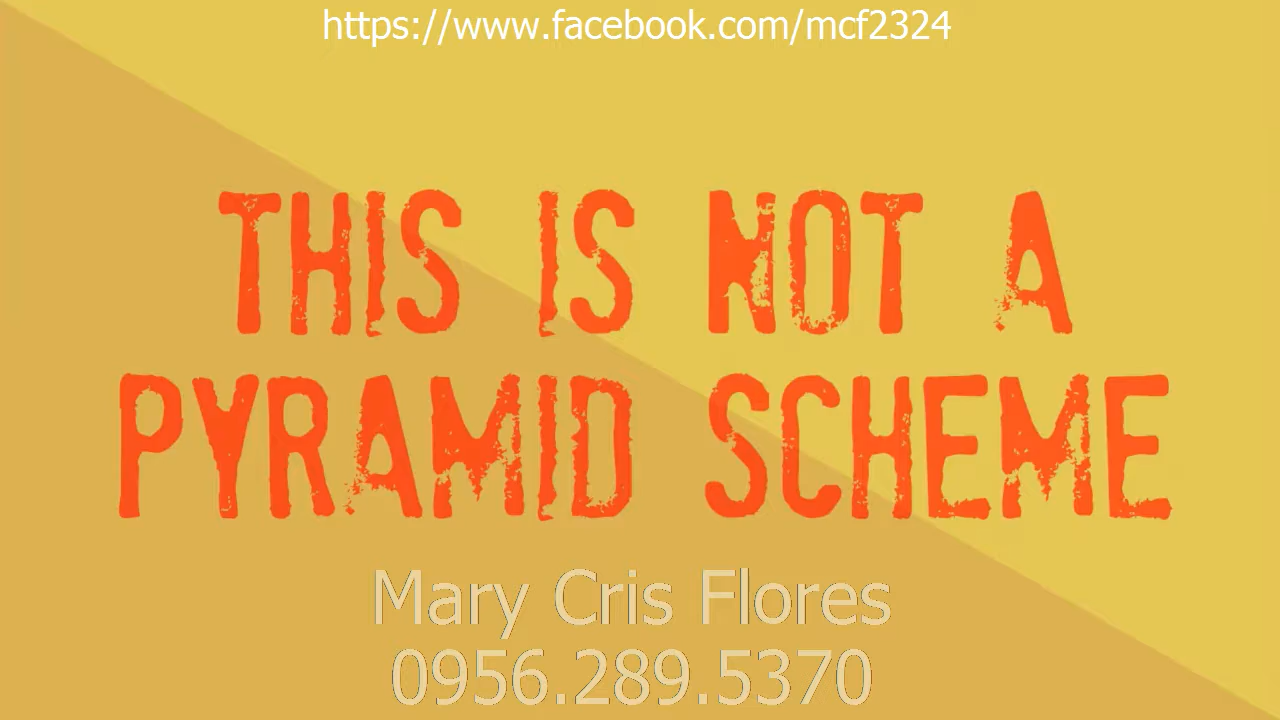 https://www.facebook.com/mcf2324
THIS IS NOT A
PYRAMID SCHEME
Mary Cris Flores
0956.289.5370